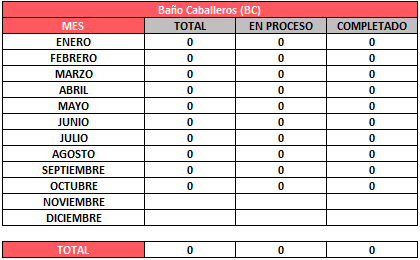 Baño Caballeros (BC)
MES TOTAL EN PROCESO COMPLETADO
ENERO 0 0 0
FEBRERO 0 0 0
MARZO 0 0 0
ABRIL 0 0 0
MAYO 0 0 0
JUNIO 0 0 0
JULIO 0 0 0
AGOSTO 0 0 0
SEPTIEMBRE 0 0 0
OCTUBRE 0 0 0
NOVIEMBRE
DICIEMBRE
TOTAL 0 0 0